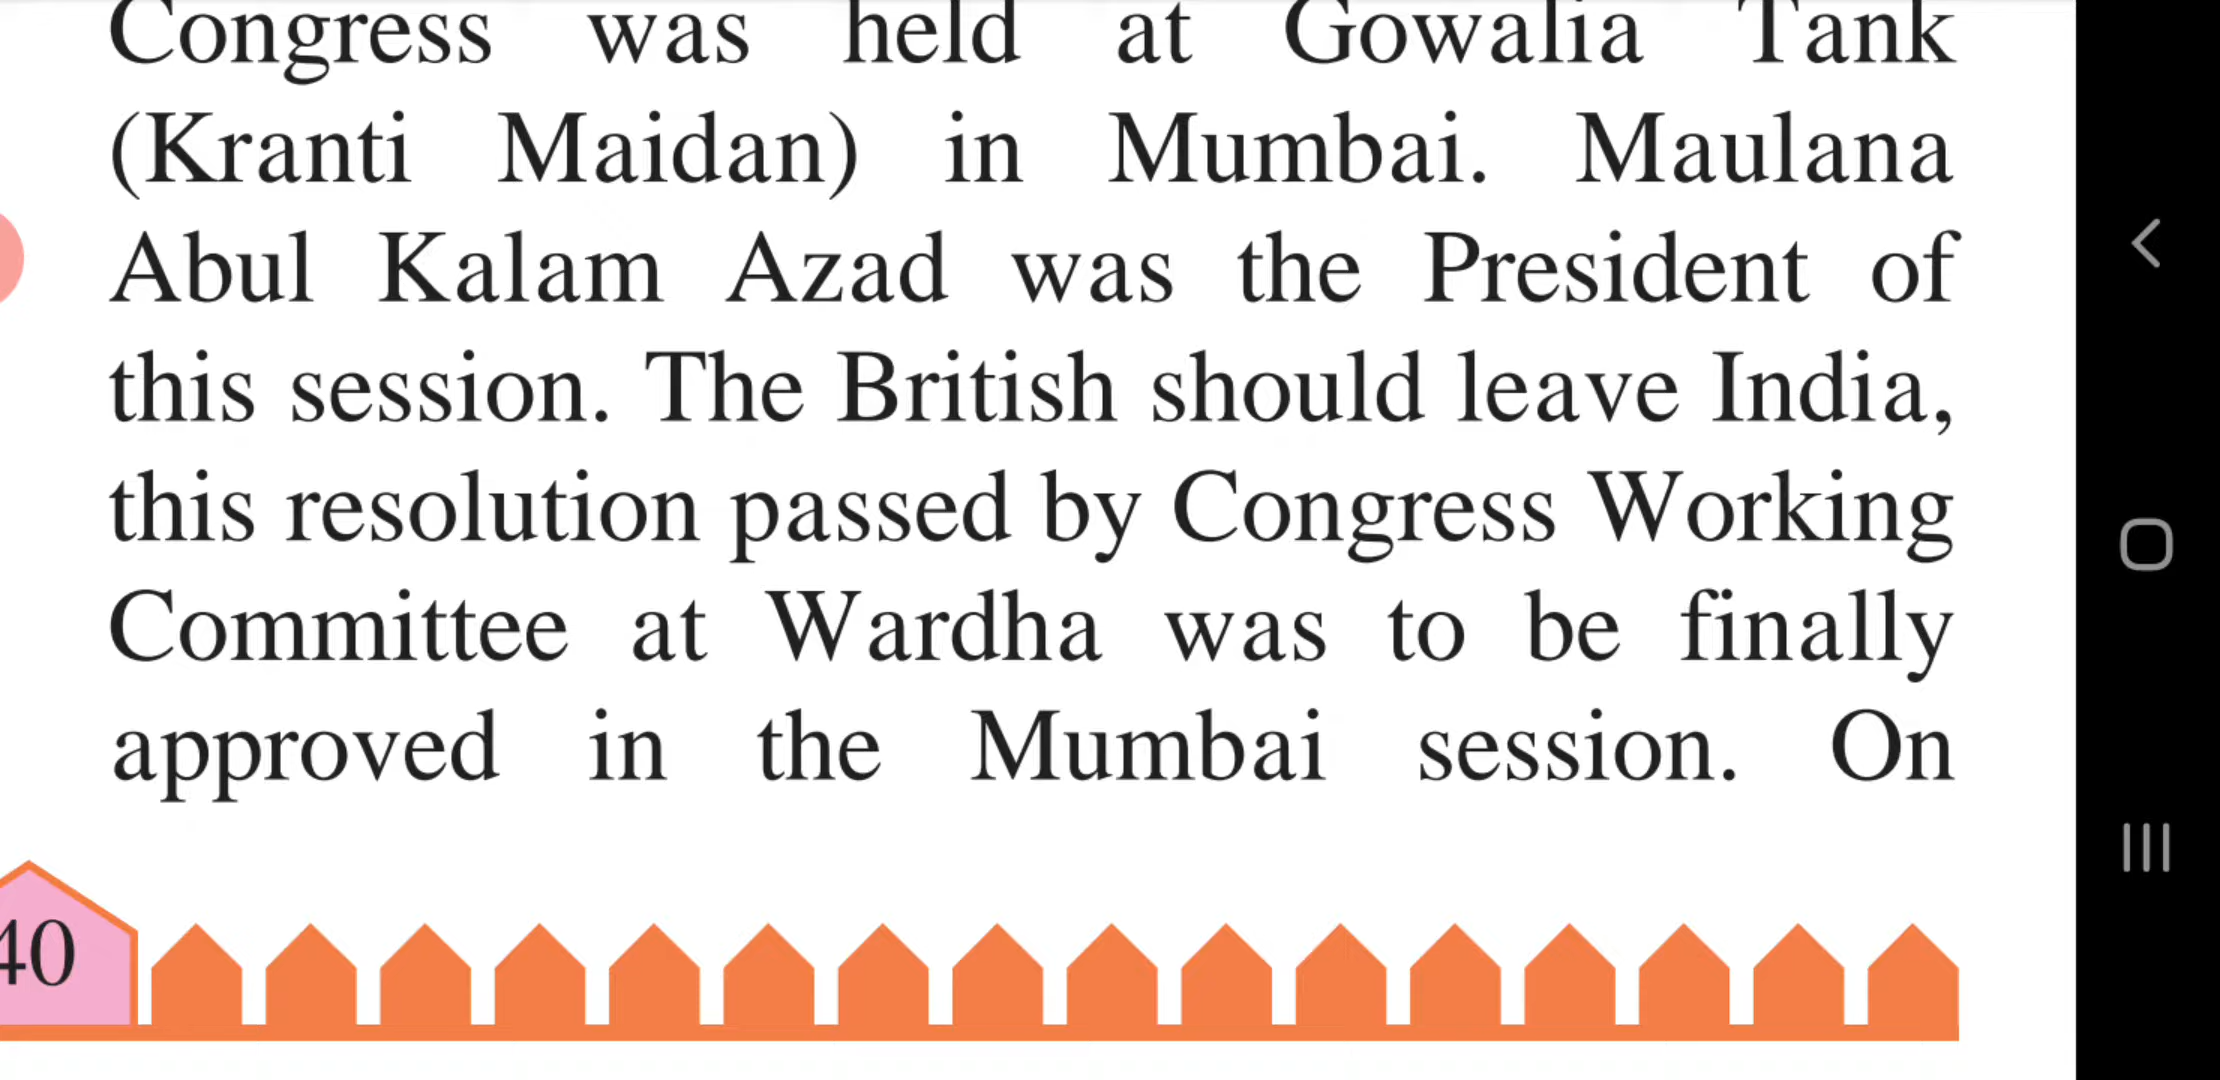 Congress was held at Gowalia Tank
(Kranti Maidan) in Mumbai. Maulana
Abul Kalam Azad was the President of
this session. The British should leave India,
this resolution passed by Congress Working
Committee at Wardha was to be finally
approved in the Mumbai session. On
40